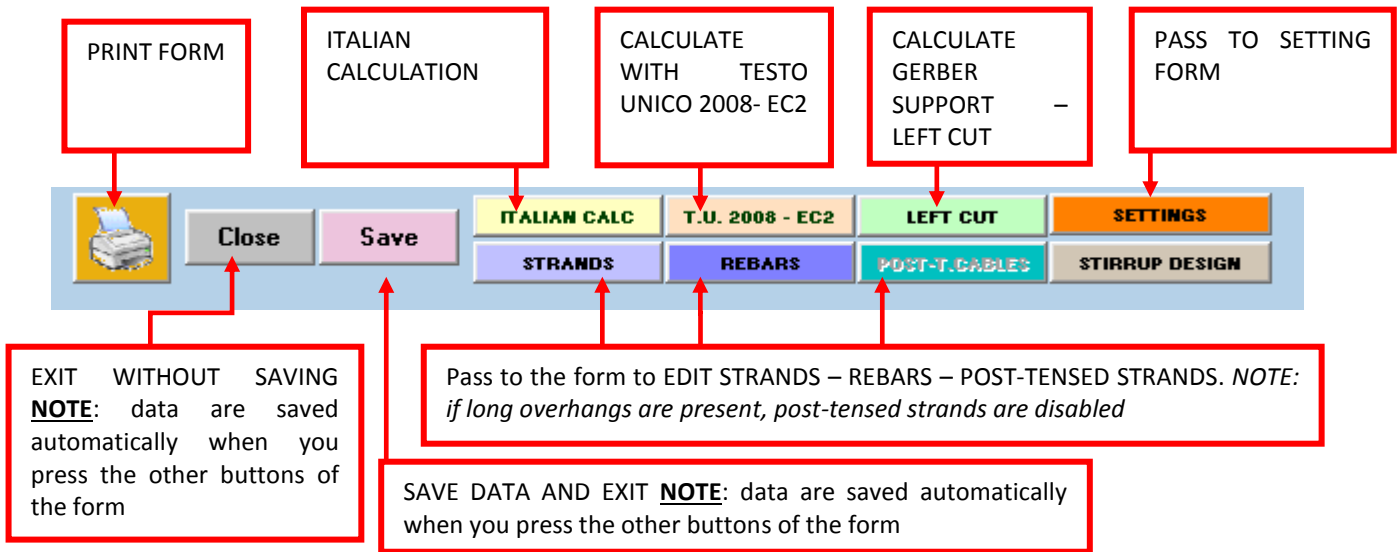 PRINT FORM
ITALIAN
CALCULATION
CALCULATE
WITH TESTO
UNICO 2008- EC2
CALCULATE
GERBER
SUPPORT –
LEFT CUT
PASS TO SETTING
FORM
Close
Save
ITALIAN CALC
T.U. 2008 - EC2
LEFT CUT
SETTINGS
STRANDS
REBARS
POST-T.CABLES
STIRRUP DESIGN
EXIT WITHOUT SAVING
NOTE: data are saved
automatically when you
press the other buttons of
the form
Pass to the form to EDIT STRANDS – REBARS – POST-TENSED STRANDS. NOTE:
if long overhangs are present, post-tensed strands are disabled
SAVE DATA AND EXIT NOTE: data are saved automatically
when you press the other buttons of the form